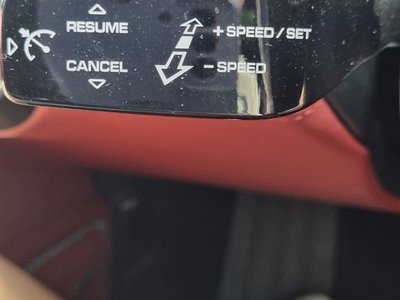 RESUME
+ SPEED / SET
CANCEL
- SPEED